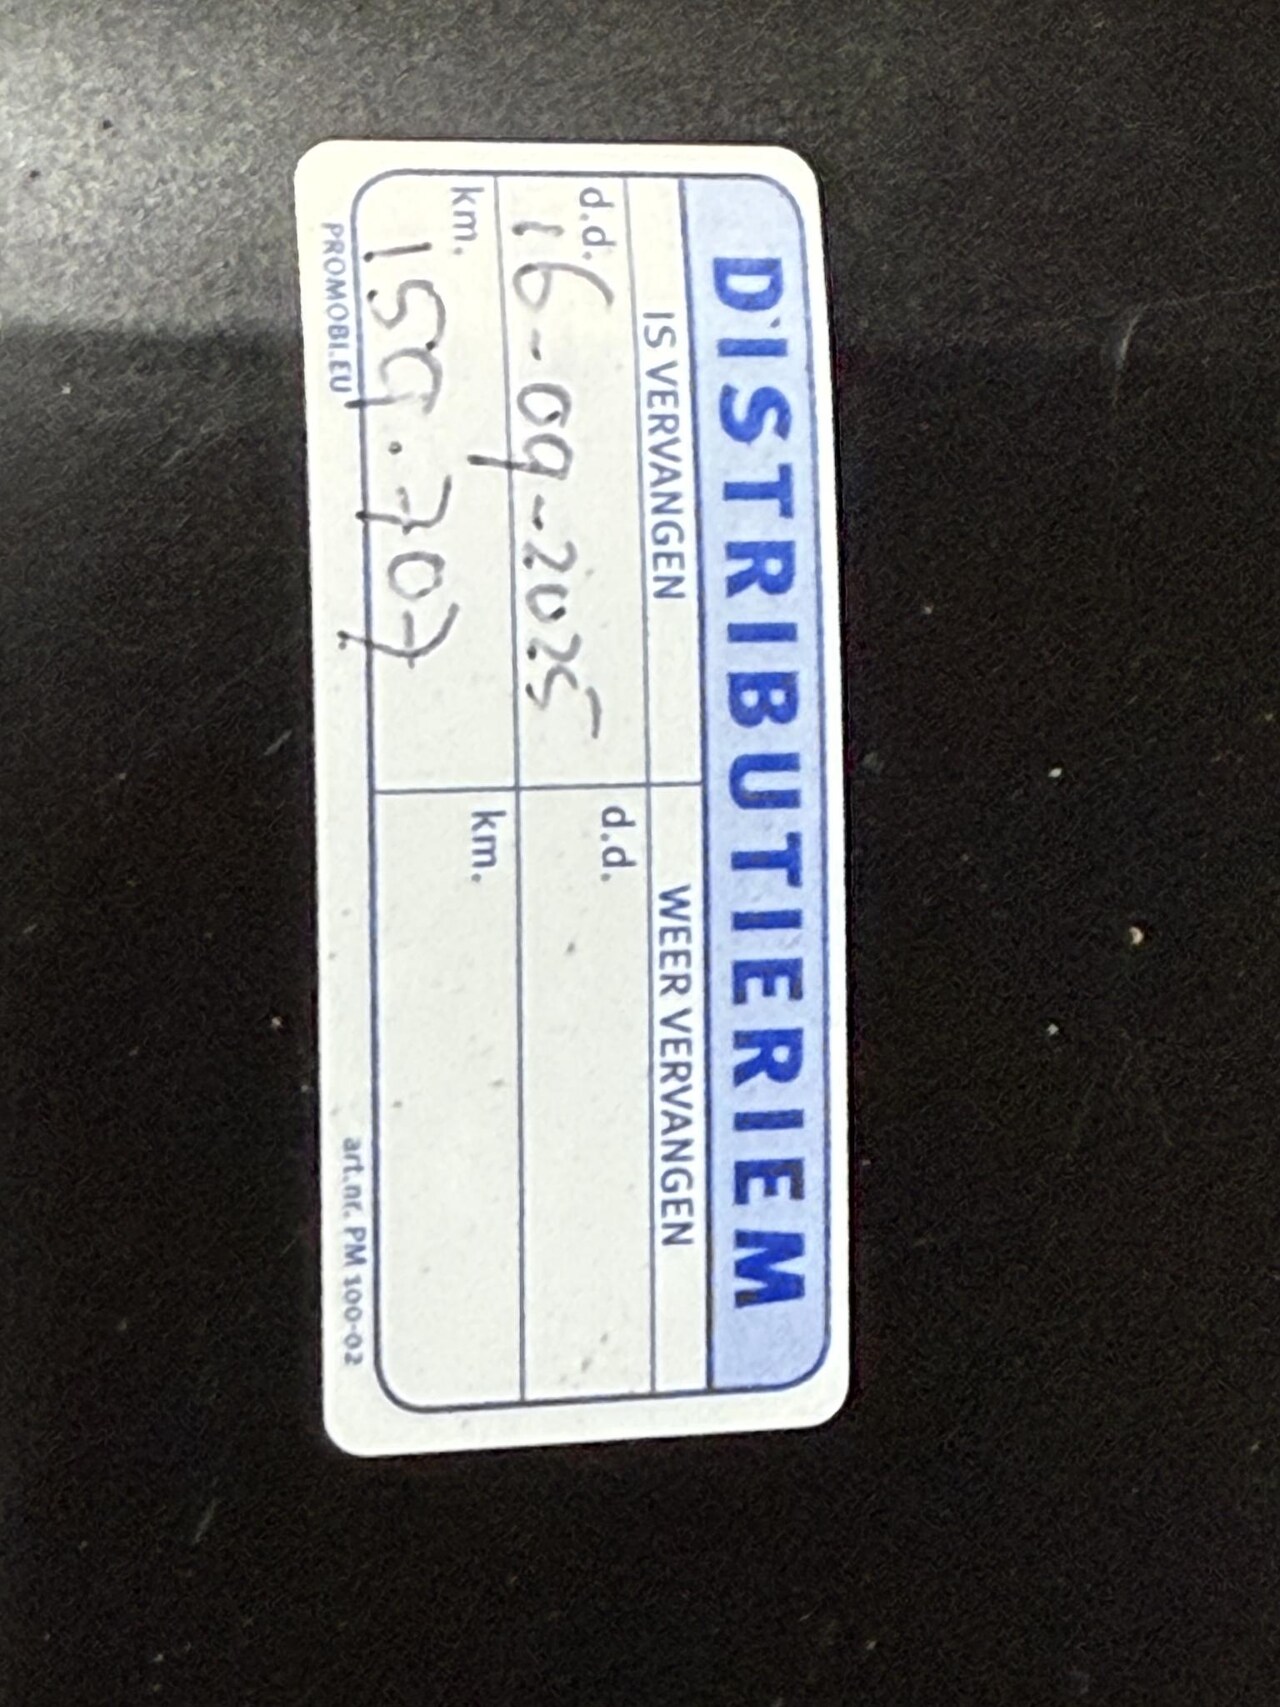 DISTRIBUTIERIEM
IS VERVANGEN WEER VERVANGEN
d.d. 16-09-2025 d.d.
km. 159.707 km.
PROMOBI.EU art.nr. PM 100-02